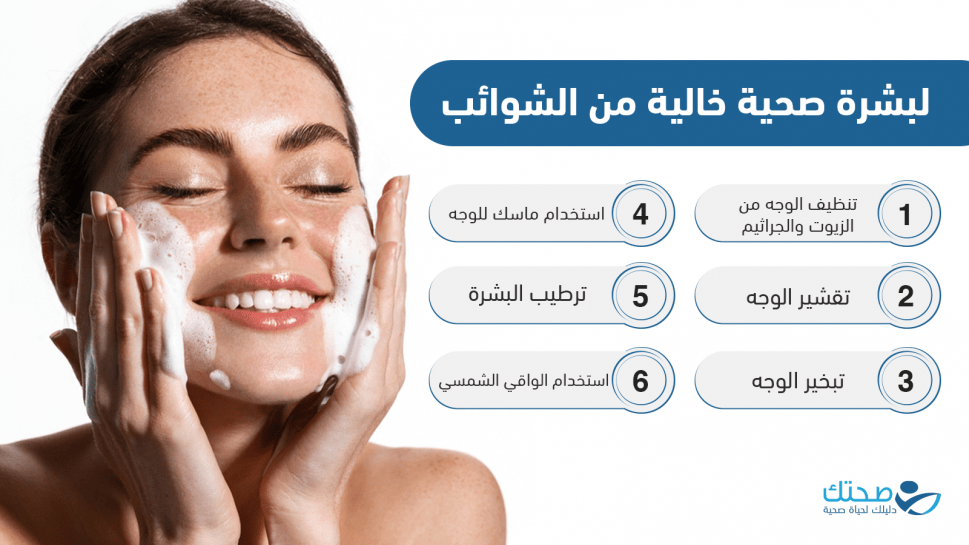 لبشرة صحية خالية من الشوائب
1
تنظيف الوجه من
الزيوت والجراثيم
2
تقشير الوجه
3
تبخير الوجه
4
استخدام ماسك للوجه
5
ترطيب البشرة
6
استخدام الواقي الشمسي
صحتك
دليلك لحياة صحية